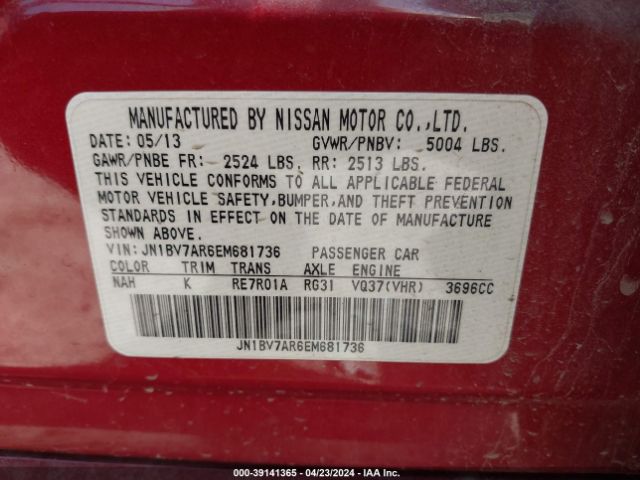 MANUFACTURED BY NISSAN MOTOR CO.,LTD.
DATE: 05/13 GVWR/PNBV: 5004 LBS.
GAWR/PNBE FR: 2524 LBS. RR: 2513 LBS.
THIS VEHICLE CONFORMS TO ALL APPLICABLE FEDERAL
MOTOR VEHICLE SAFETY,BUMPER,AND THEFT PREVENTION
STANDARDS IN EFFECT ON THE DATE OF MANUFACTURE
SHOWN ABOVE.
VIN:JN1BV7AR6EM681736 PASSENGER CAR
COLOR TRIM TRANS AXLE ENGINE
NAH K RE7R01A RG31 VQ37(VHR) 3696CC
JN1BV7AR6EM681736
000-39141365 - 04/23/2024 - IAA Inc.